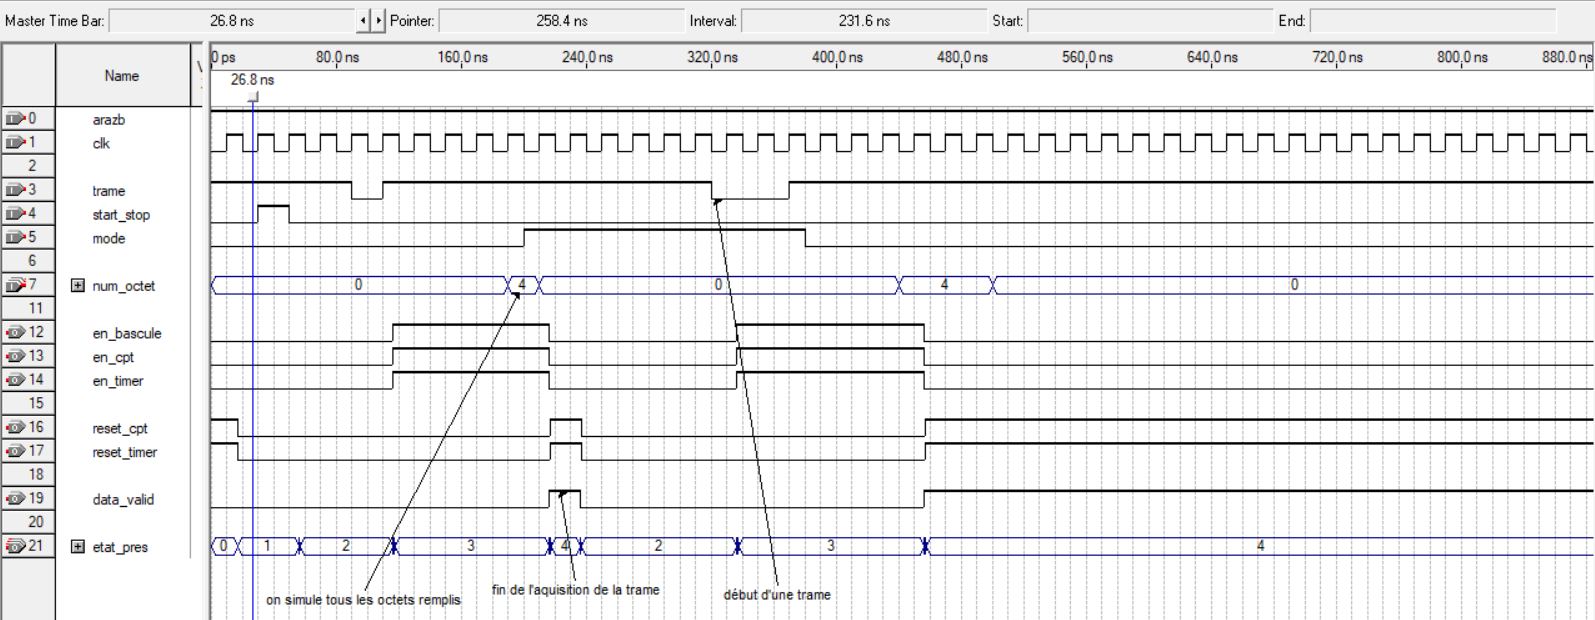 Master Time Bar: 26.8 ns Pointer: 258.4 ns Interval: 231.6 ns Start: End:
Name 0 ps 80.0 ns 160.0 ns 240.0 ns 320.0 ns 400.0 ns 480.0 ns 560.0 ns 640.0 ns 720.0 ns 800.0 ns 880.0 ns
26.8 ns
0 arazb
1 clk
2
3 trame
4 start_stop
5 mode
6
7 num_octet 0 4 0 4 0
11
12 en_bascule
13 en_cpt
14 en_timer
15
16 reset_cpt
17 reset_timer
18
19 data_valid
20
21 etat_pres 0 1 2 3 4 2 3 4
on simule tous les octets remplis
fin de l'aquisition de la trame
début d'une trame